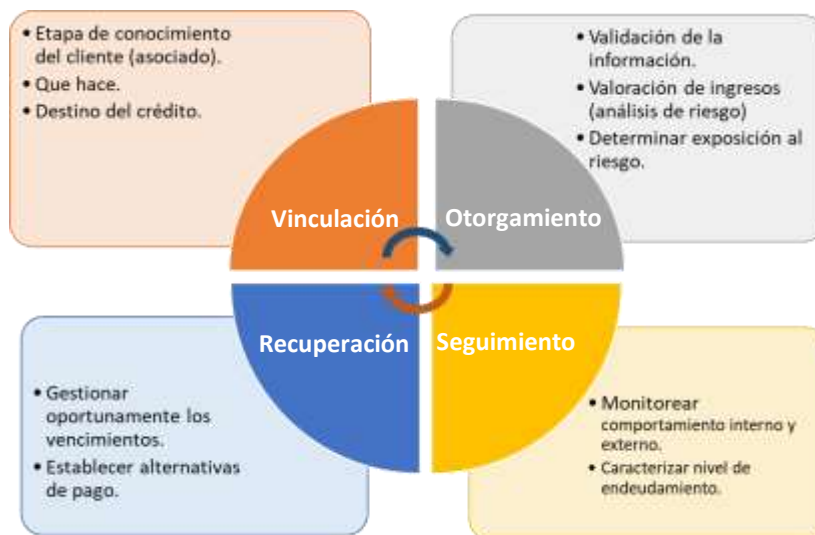 • Etapa de conocimiento
del cliente (asociado).
• Que hace.
• Destino del crédito.
• Validación de la
información.
• Valoración de ingresos
(análisis de riesgo)
• Determinar exposición al
riesgo.
Vinculación
Otorgamiento
Recuperación
Seguimiento
• Gestionar
oportunamente los
vencimientos.
• Establecer alternativas
de pago.
• Monitorear
comportamiento interno y
externo.
• Caracterizar nivel de
endeudamiento.